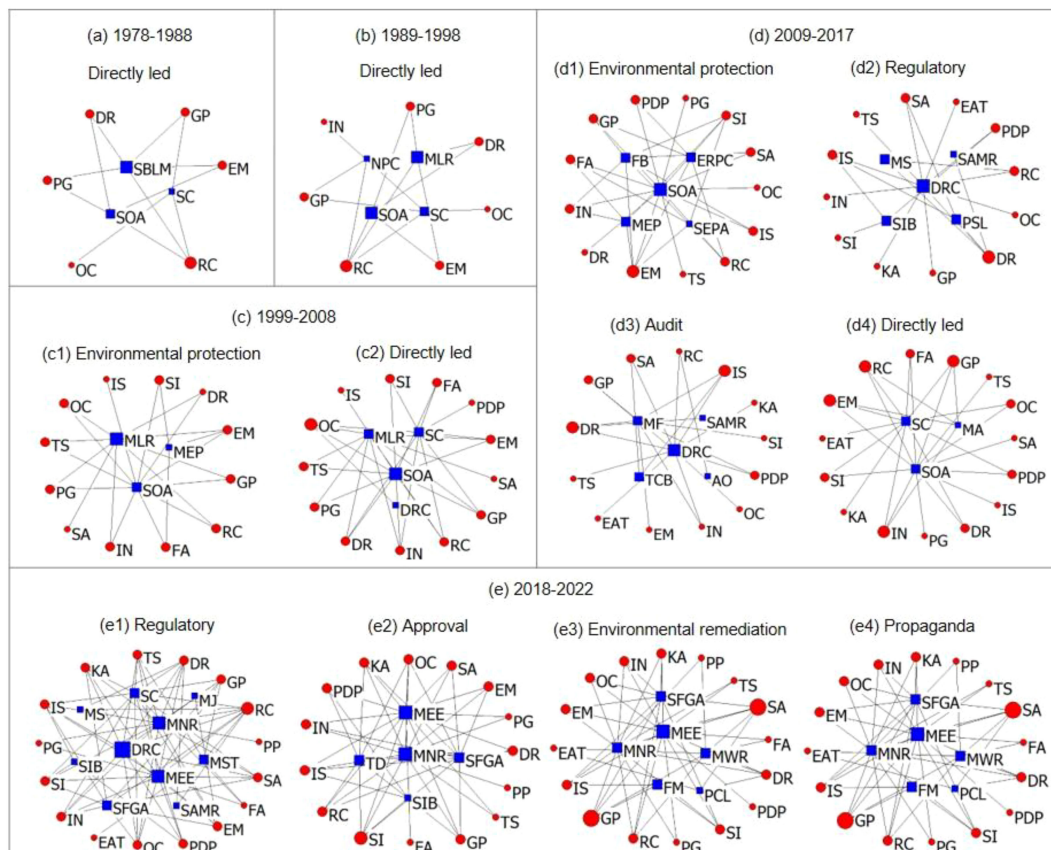 (a) 1978-1988
Directly led
DR
GP
SBLM
EM
SC
PG
SOA
OC
RC
(b) 1989-1998
Directly led
PG
IN
DR
NPC
MLR
GP
SOA
SC
OC
RC
EM
(c) 1999-2008
(c1) Environmental protection
IS
SI
DR
OC
EM
MLR
TS
MEP
GP
PG
SOA
RC
SA
IN
FA
(c2) Directly led
SI
FA
IS
PDP
OC
MLR
SC
EM
TS
SOA
SA
PG
DRC
GP
DR
IN
RC
(d) 2009-2017
(d1) Environmental protection
PDP
PG
GP
SI
FA
FB
ERPC
SA
SOA
OC
IN
MEP
SEPA
IS
DR
RC
EM
TS
(d2) Regulatory
SA
EAT
TS
PDP
IS
MS
SAMR
RC
DRC
IN
SIB
PSL
OC
SI
DR
KA
GP
(d3) Audit
RC
SA
IS
GP
KA
DR
MF
SAMR
SI
DRC
PDP
TS
TCB
AO
OC
EAT
EM
IN
(d4) Directly led
FA
GP
RC
TS
EM
OC
SC
MA
EAT
SA
SOA
SI
PDP
KA
IS
IN
DR
PG
(e) 2018-2022
(e1) Regulatory
TS
DR
KA
GP
SC
MJ
IS
MS
RC
MNR
PG
DRC
PP
SIB
MST
SI
MEE
SA
IN
SFGA
SAMR
FA
EM
EAT
OC
PDP
(e2) Approval
KA
OC
SA
PDP
EM
MEE
PG
IN
MNR
DR
IS
TD
SFGA
PP
RC
SIB
TS
SI
FA
GP
(e3) Environmental remediation
KA
IN
PP
OC
TS
SFGA
SA
EM
MEE
FA
EAT
MNR
MWR
DR
IS
FM
PCL
PDP
GP
SI
RC
PG
(e4) Propaganda
KA
IN
PP
OC
TS
SFGA
SA
EM
MEE
FA
EAT
MNR
MWR
DR
IS
FM
PCL
PDP
GP
SI
RC
PG